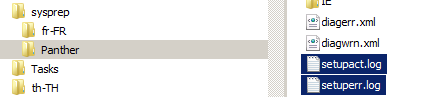 sysprep
fr-FR
Panther
Tasks
th-TH
IE
diagerr.xml
diagwrn.xml
setupact.log
setuperr.log